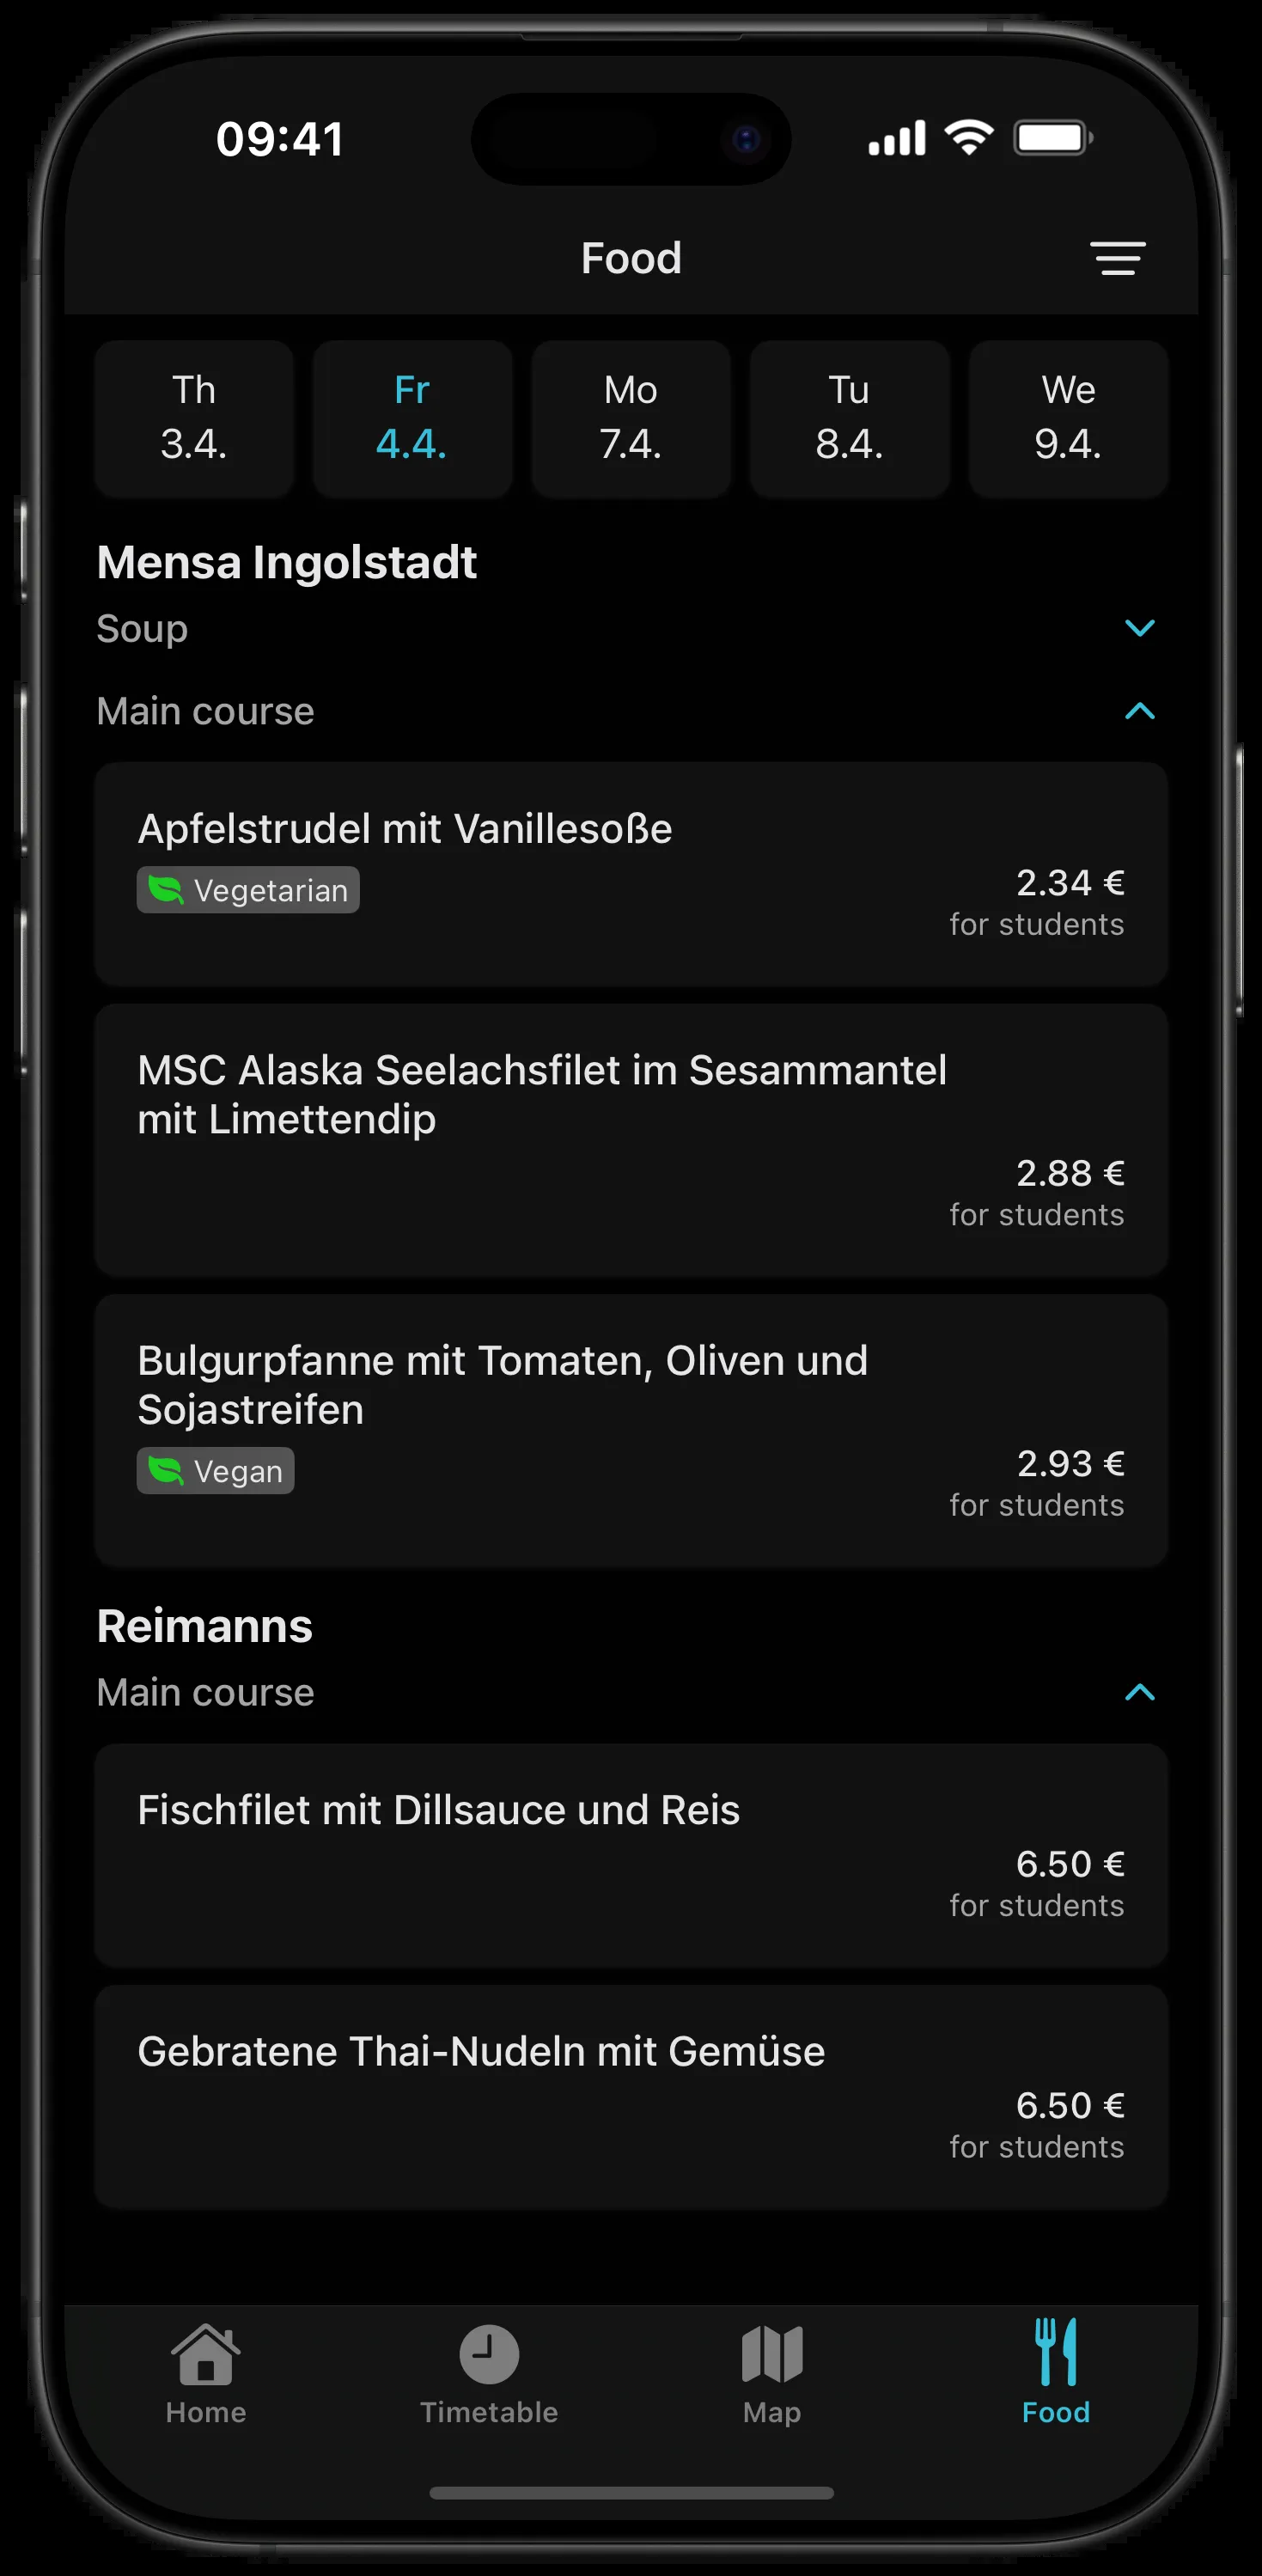 09:41
Food
Th
3.4.
Fr
4.4.
Mo
7.4.
Tu
8.4.
We
9.4.
Mensa Ingolstadt
Soup
Main course
Apfelstrudel mit Vanillesoße
Vegetarian
2.34 €
for students
MSC Alaska Seelachsfilet im Sesammantel
mit Limettendip
2.88 €
for students
Bulgurpfanne mit Tomaten, Oliven und
Sojastreifen
Vegan
2.93 €
for students
Reimanns
Main course
Fischfilet mit Dillsauce und Reis
6.50 €
for students
Gebratene Thai-Nudeln mit Gemüse
6.50 €
for students
Home
Timetable
Map
Food